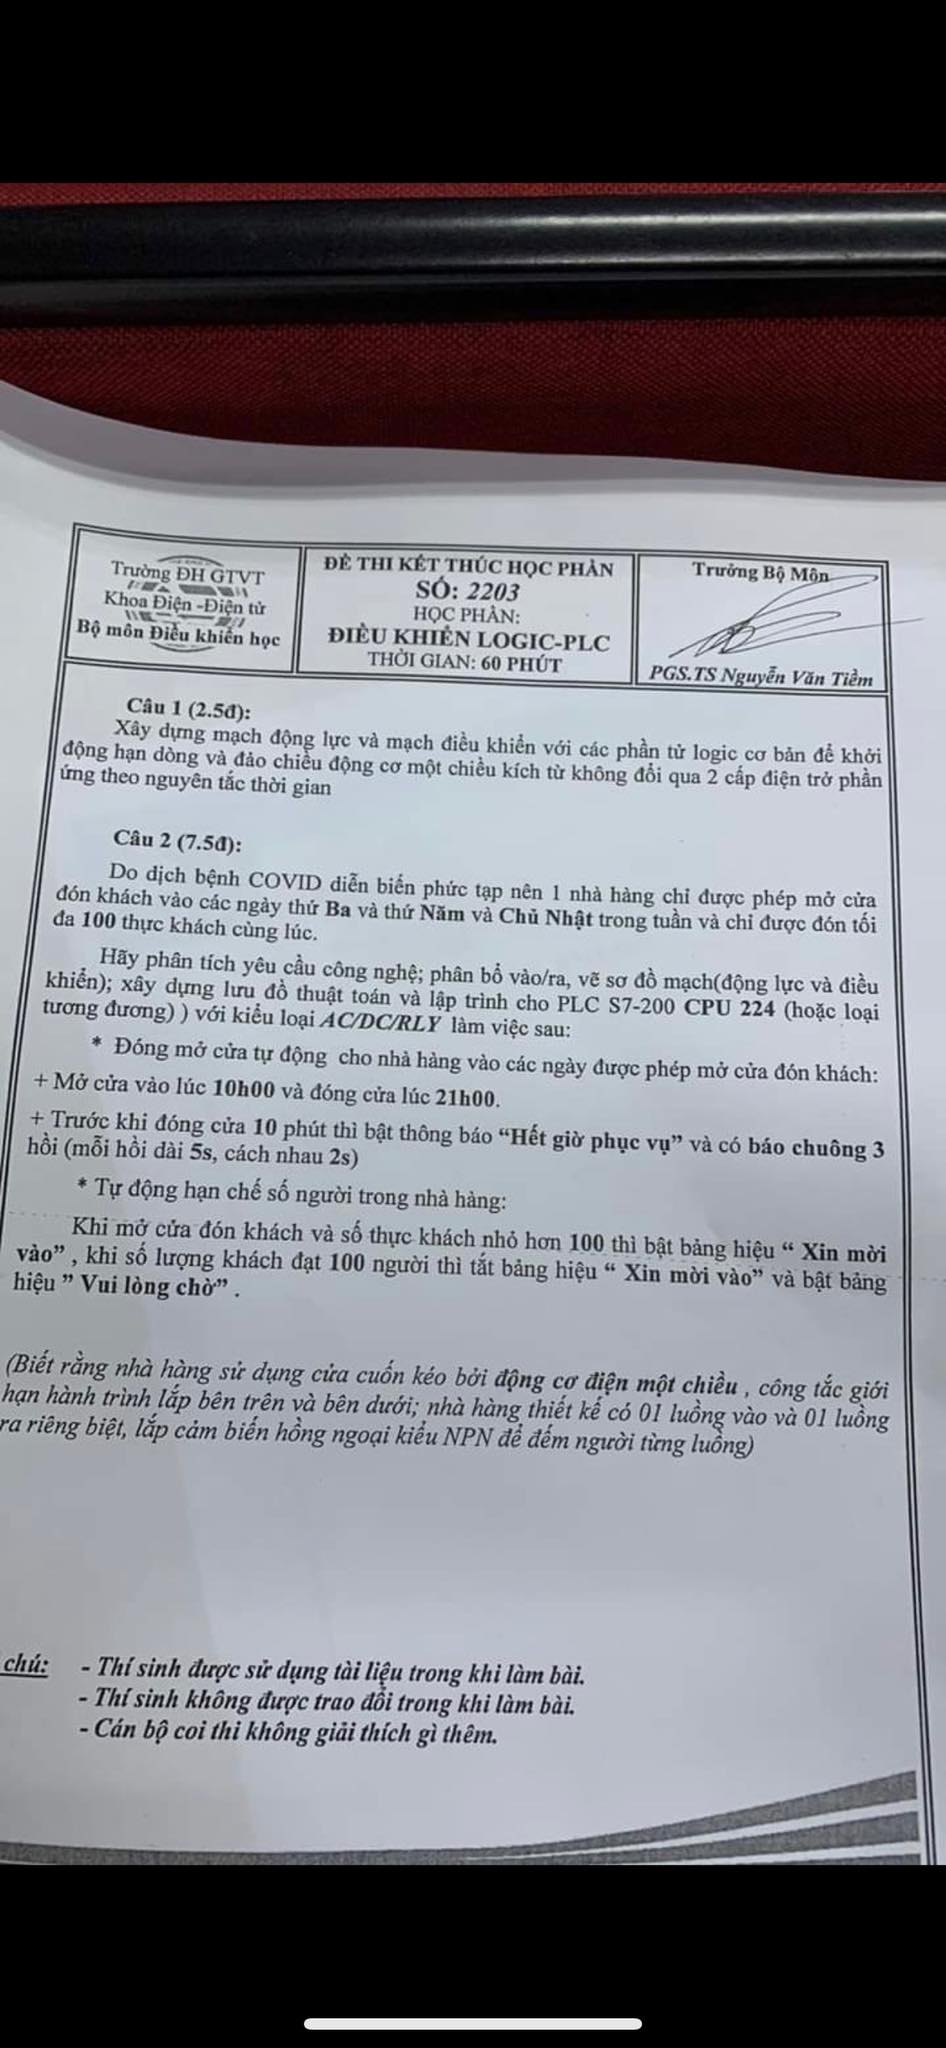 Trường ĐH GTVT
Khoa Điện -Điện tử
Bộ môn Điều khiển học
ĐỀ THI KẾT THÚC HỌC PHẦN
SỐ: 2203
HỌC PHẦN:
ĐIỀU KHIỂN LOGIC-PLC
THỜI GIAN: 60 PHÚT
Trưởng Bộ Môn
PGS.TS Nguyễn Văn Tiềm
Câu 1 (2.5đ):
Xây dựng mạch động lực và mạch điều khiển với các phần tử logic cơ bản để khởi
động hạn dòng và đảo chiều động cơ một chiều kích từ không đổi qua 2 cấp điện trở phần
ứng theo nguyên tắc thời gian
Câu 2 (7.5đ):
Do dịch bệnh COVID diễn biến phức tạp nên 1 nhà hàng chỉ được phép mở cửa
đón khách vào các ngày thứ Ba và thứ Năm và Chủ Nhật trong tuần và chỉ được đón tối
đa 100 thực khách cùng lúc.
Hãy phân tích yêu cầu công nghệ; phân bổ vào/ra, vẽ sơ đồ mạch(động lực và điều
khiển); xây dựng lưu đồ thuật toán và lập trình cho PLC S7-200 CPU 224 (hoặc loại
tương đương) ) với kiểu loại AC/DC/RLY làm việc sau:
* Đóng mở cửa tự động cho nhà hàng vào các ngày được phép mở cửa đón khách:
+ Mở cửa vào lúc 10h00 và đóng cửa lúc 21h00.
+ Trước khi đóng cửa 10 phút thì bật thông báo “Hết giờ phục vụ” và có báo chuông 3
hồi (mỗi hồi dài 5s, cách nhau 2s)
* Tự động hạn chế số người trong nhà hàng:
Khi mở cửa đón khách và số thực khách nhỏ hơn 100 thì bật bảng hiệu “ Xin mời
vào” , khi số lượng khách đạt 100 người thì tắt bảng hiệu “ Xin mời vào” và bật bảng
hiệu ” Vui lòng chờ” .
(Biết rằng nhà hàng sử dụng cửa cuốn kéo bởi động cơ điện một chiều , công tắc giới
hạn hành trình lắp bên trên và bên dưới; nhà hàng thiết kế có 01 luồng vào và 01 luồng
ra riêng biệt, lắp cảm biến hồng ngoại kiểu NPN để đếm người từng luồng)
chú: - Thí sinh được sử dụng tài liệu trong khi làm bài.
- Thí sinh không được trao đổi trong khi làm bài.
- Cán bộ coi thi không giải thích gì thêm.